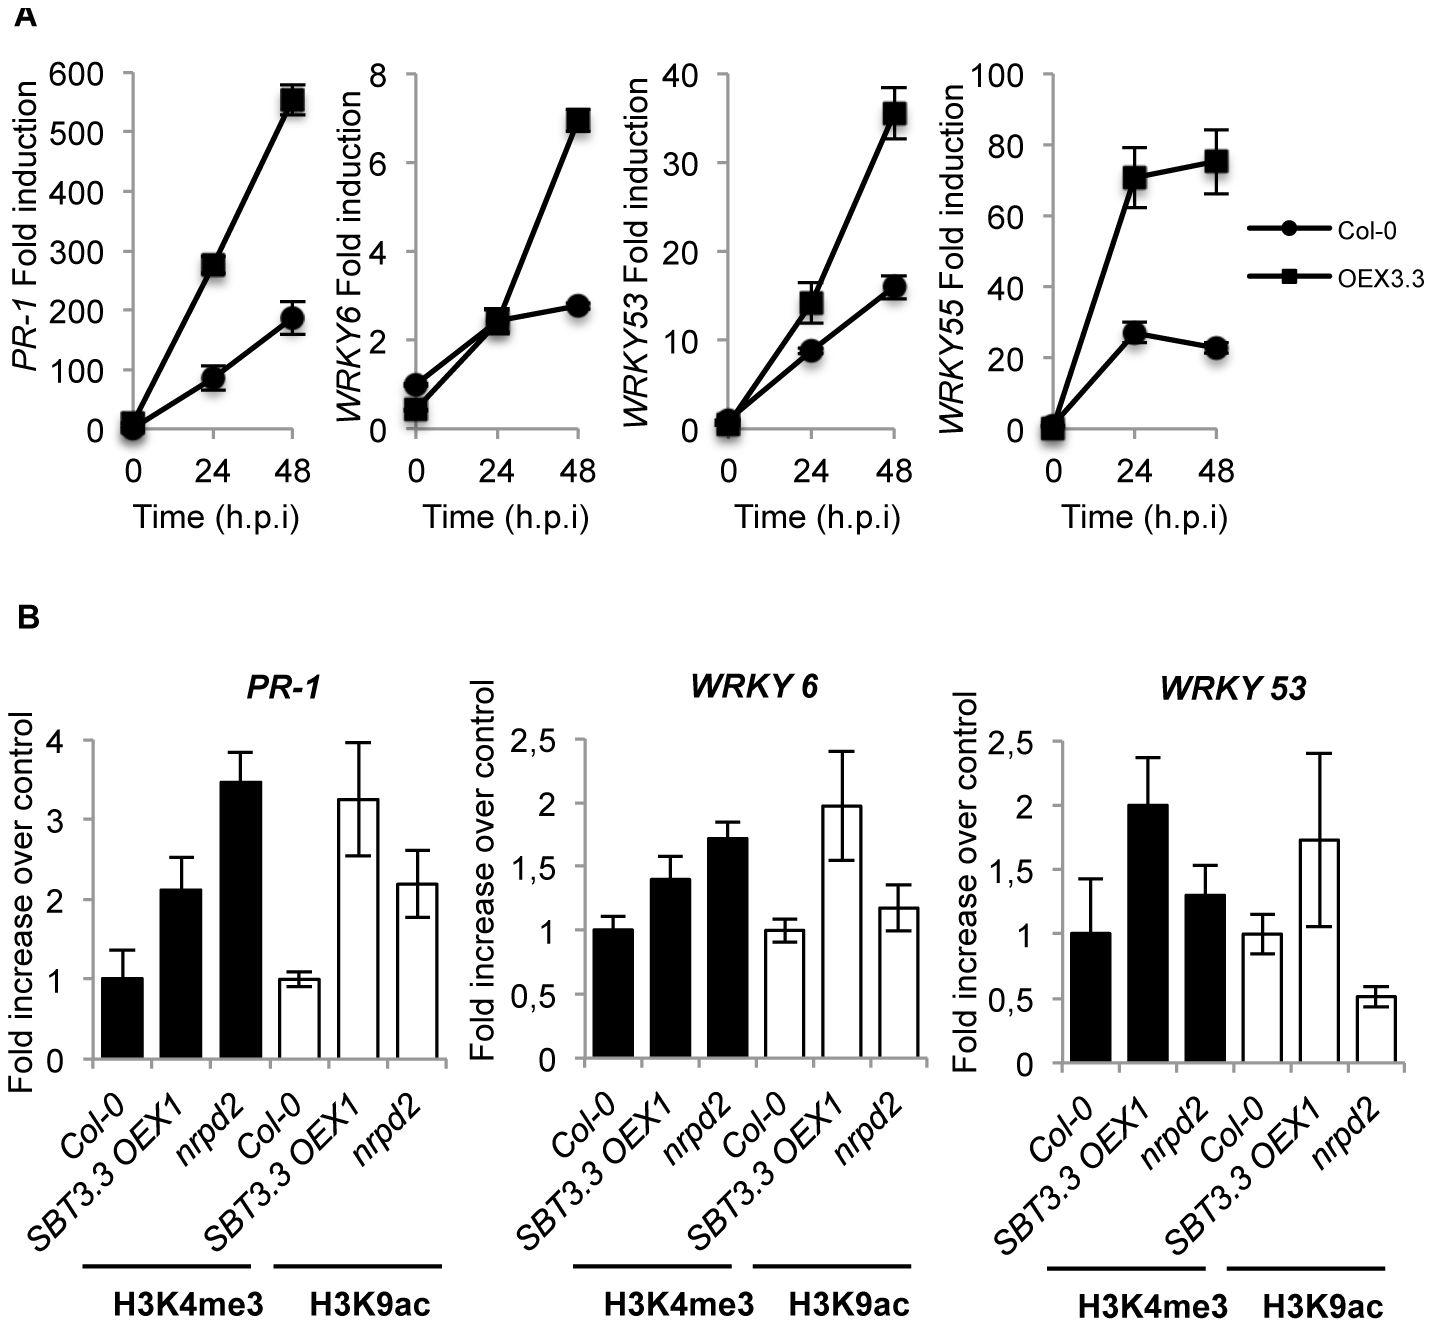 A
PR-1 Fold induction
600
500
400
300
200
100
0
0 24 48
Time (h.p.i)
WRKY6 Fold induction
8
6
4
2
0
0 24 48
Time (h.p.i)
WRKY53 Fold induction
40
30
20
10
0
0 24 48
Time (h.p.i)
WRKY55 Fold induction
100
80
60
40
20
0
0 24 48
Time (h.p.i)
Col-0
OEX3.3
B
PR-1
Fold increase over control
4
3
2
1
0
Col-0
SBT3.3 OEX1
nrpd2
Col-0
SBT3.3 OEX1
nrpd2
H3K4me3 H3K9ac
WRKY 6
Fold increase over control
2,5
2
1,5
1
0,5
0
Col-0
SBT3.3 OEX1
nrpd2
Col-0
SBT3.3 OEX1
nrpd2
H3K4me3 H3K9ac
WRKY 53
Fold increase over control
2,5
2
1,5
1
0,5
0
Col-0
SBT3.3 OEX1
nrpd2
Col-0
SBT3.3 OEX1
nrpd2
H3K4me3 H3K9ac